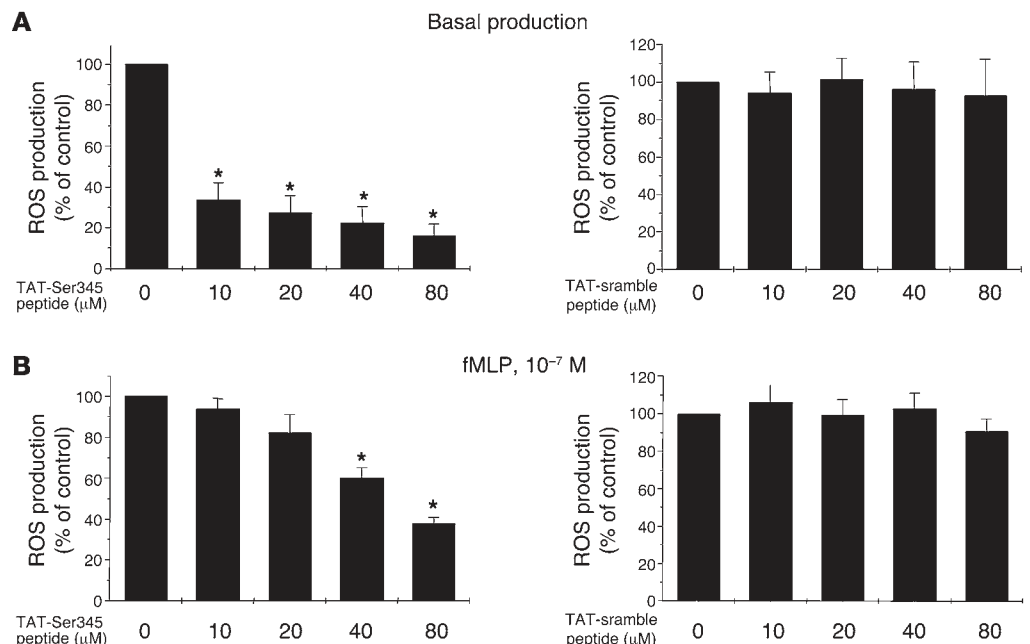 A
Basal production
ROS production
(% of control)
100
80
60
40
20
0
* * * *
TAT-Ser345
peptide (μM)
0 10 20 40 80
ROS production
(% of control)
120
100
80
60
40
20
0
TAT-sramble
peptide (μM)
0 10 20 40 80
B
fMLP, 10⁻⁷ M
ROS production
(% of control)
100
80
60
40
20
0
* *
TAT-Ser345
peptide (μM)
0 10 20 40 80
ROS production
(% of control)
120
100
80
60
40
20
0
TAT-sramble
peptide (μM)
0 10 20 40 80